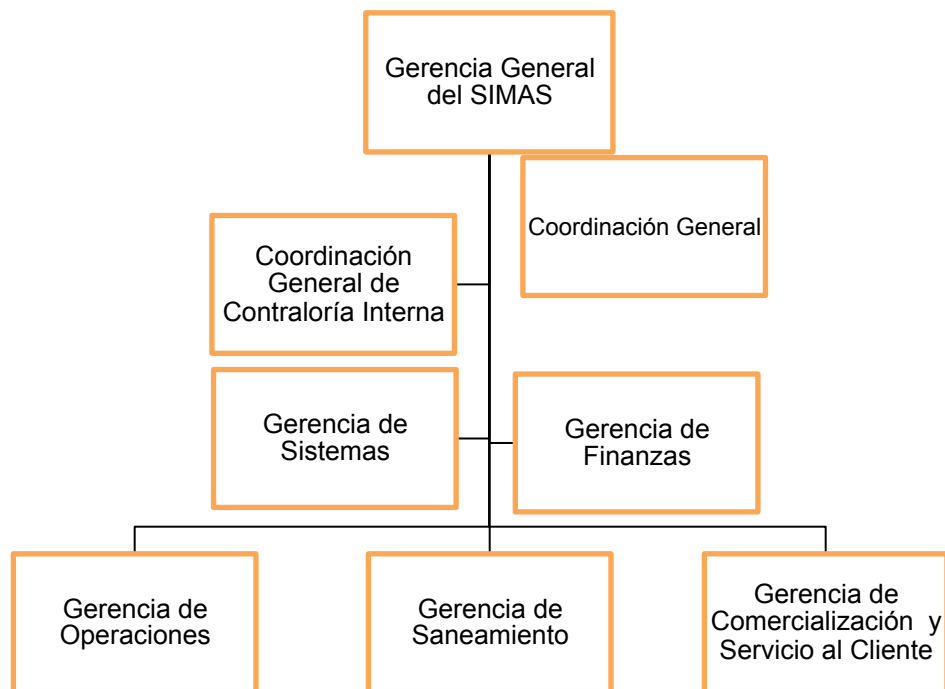 Gerencia General
del SIMAS
Coordinación General
Coordinación
General de
Contraloría Interna
Gerencia de
Sistemas
Gerencia de
Finanzas
Gerencia de
Operaciones
Gerencia de
Saneamiento
Gerencia de
Comercialización y
Servicio al Cliente